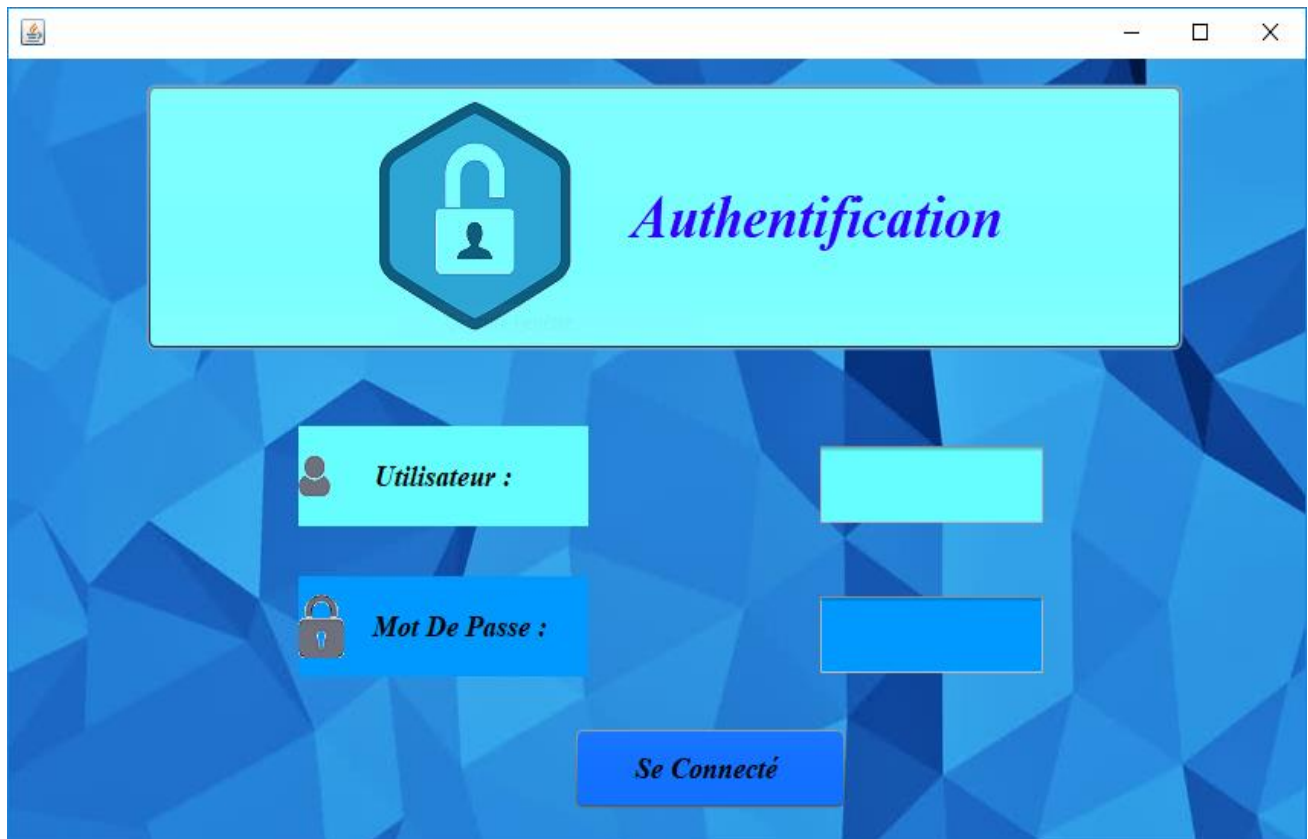 Authentification
Utilisateur :
Mot De Passe :
Se Connecté